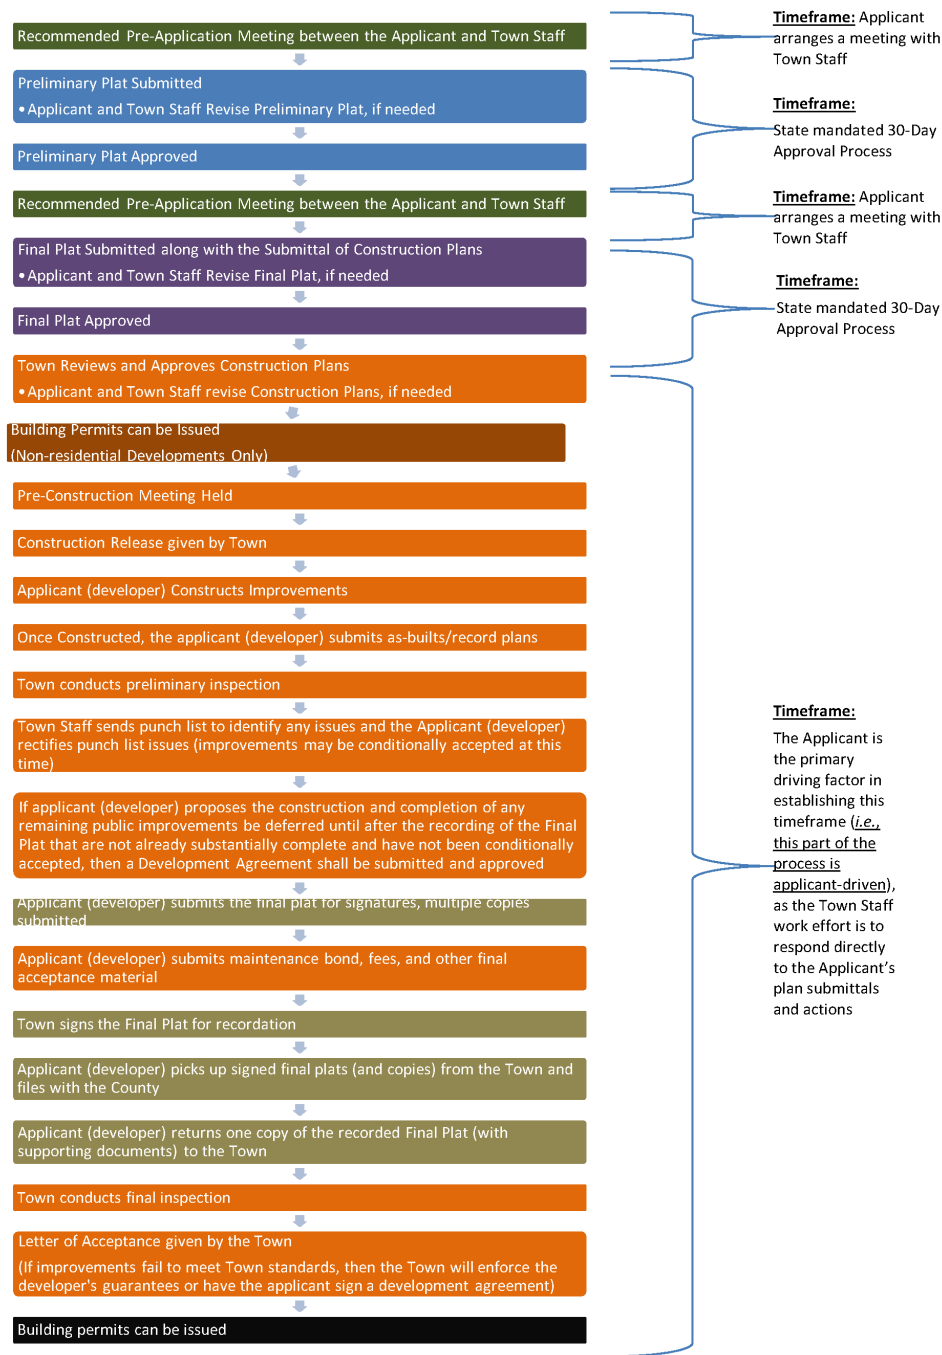 Recommended Pre-Application Meeting between the Applicant and Town Staff
Timeframe: Applicant
arranges a meeting with
Town Staff
Preliminary Plat Submitted
•Applicant and Town Staff Revise Preliminary Plat, if needed
Preliminary Plat Approved
Timeframe:
State mandated 30-Day
Approval Process
Recommended Pre-Application Meeting between the Applicant and Town Staff
Timeframe: Applicant
arranges a meeting with
Town Staff
Final Plat Submitted along with the Submittal of Construction Plans
•Applicant and Town Staff Revise Final Plat, if needed
Final Plat Approved
Timeframe:
State mandated 30-Day
Approval Process
Town Reviews and Approves Construction Plans
•Applicant and Town Staff revise Construction Plans, if needed
Building Permits can be Issued
(Non-residential Developments Only)
Pre-Construction Meeting Held
Construction Release given by Town
Applicant (developer) Constructs Improvements
Once Constructed, the applicant (developer) submits as-builts/record plans
Town conducts preliminary inspection
Town Staff sends punch list to identify any issues and the Applicant (developer)
rectifies punch list issues (improvements may be conditionally accepted at this
time)
If applicant (developer) proposes the construction and completion of any
remaining public improvements be deferred until after the recording of the Final
Plat that are not already substantially complete and have not been conditionally
accepted, then a Development Agreement shall be submitted and approved
Applicant (developer) submits the final plat for signatures, multiple copies
submitted
Applicant (developer) submits maintenance bond, fees, and other final
acceptance material
Town signs the Final Plat for recordation
Applicant (developer) picks up signed final plats (and copies) from the Town and
files with the County
Applicant (developer) returns one copy of the recorded Final Plat (with
supporting documents) to the Town
Town conducts final inspection
Letter of Acceptance given by the Town
(If improvements fail to meet Town standards, then the Town will enforce the
developer's guarantees or have the applicant sign a development agreement)
Building permits can be issued
Timeframe:
The Applicant is
the primary
driving factor in
establishing this
timeframe (i.e.,
this part of the
process is
applicant-driven),
as the Town Staff
work effort is to
respond directly
to the Applicant’s
plan submittals
and actions